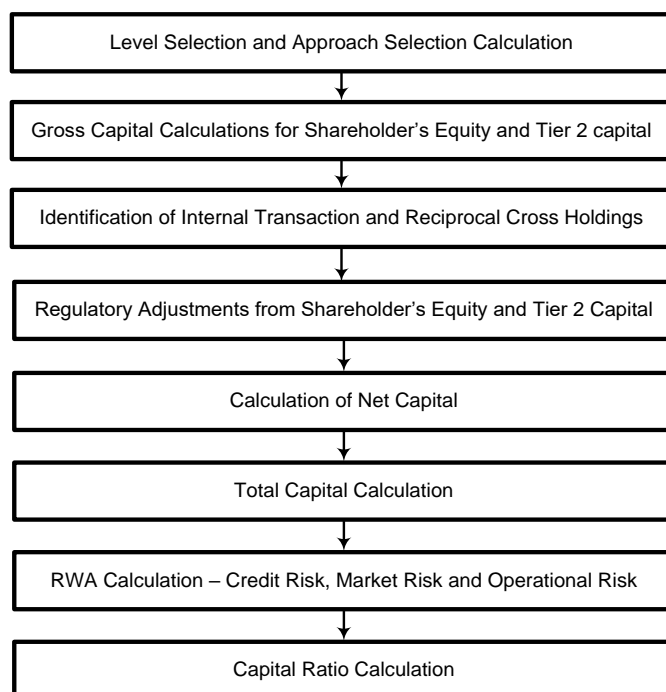 Level Selection and Approach Selection Calculation
Gross Capital Calculations for Shareholder’s Equity and Tier 2 capital
Identification of Internal Transaction and Reciprocal Cross Holdings
Regulatory Adjustments from Shareholder’s Equity and Tier 2 Capital
Calculation of Net Capital
Total Capital Calculation
RWA Calculation – Credit Risk, Market Risk and Operational Risk
Capital Ratio Calculation